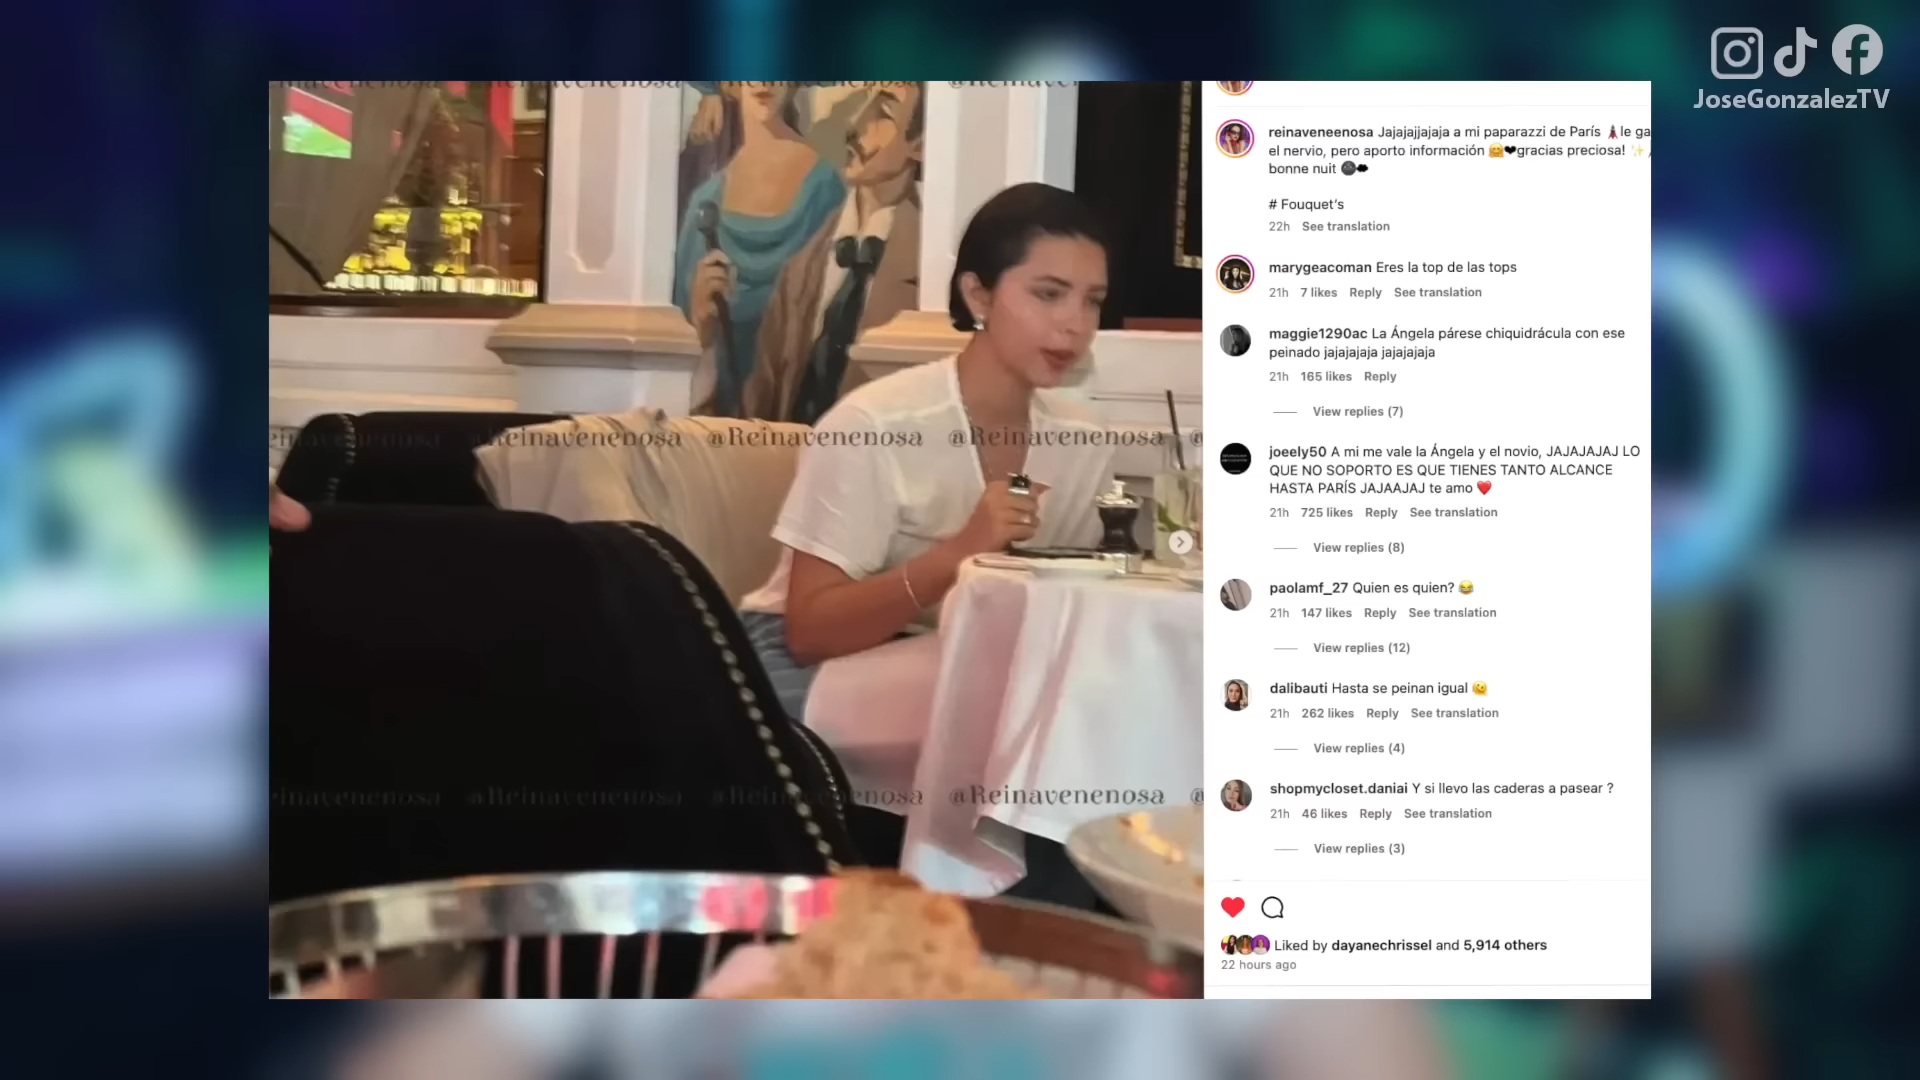 JoseGonzalezTV
@Reinavenenosa
reinaveneenosa Jajajajjajaja a mi paparazzi de París le ga
el nervio, pero aporto información gracias preciosa!
bonne nuit
# Fouquet's
22h See translation
marygeacoman Eres la top de las tops
21h 7 likes Reply See translation
maggie1290ac La Ángela párese chiquidrácula con ese
peinado jajajajaja jajajajaja
21h 165 likes Reply
View replies (7)
@Reinavenenosa @Reinavenenosa @Reinavenenosa
joeely50 A mi me vale la Ángela y el novio, JAJAJAJAJ LO
QUE NO SOPORTO ES QUE TIENES TANTO ALCANCE
HASTA PARÍS JAJAAJAJ te amo ❤️
21h 725 likes Reply See translation
View replies (8)
paolamf_27 Quien es quien? 😂
21h 147 likes Reply See translation
View replies (12)
dalibauti Hasta se peinan igual
21h 262 likes Reply See translation
View replies (4)
@Reinavenenosa @Reinavenenosa
shopmycloset.daniai Y si llevo las caderas a pasear ?
21h 46 likes Reply See translation
View replies (3)
Liked by dayanechrissel and 5,914 others
22 hours ago